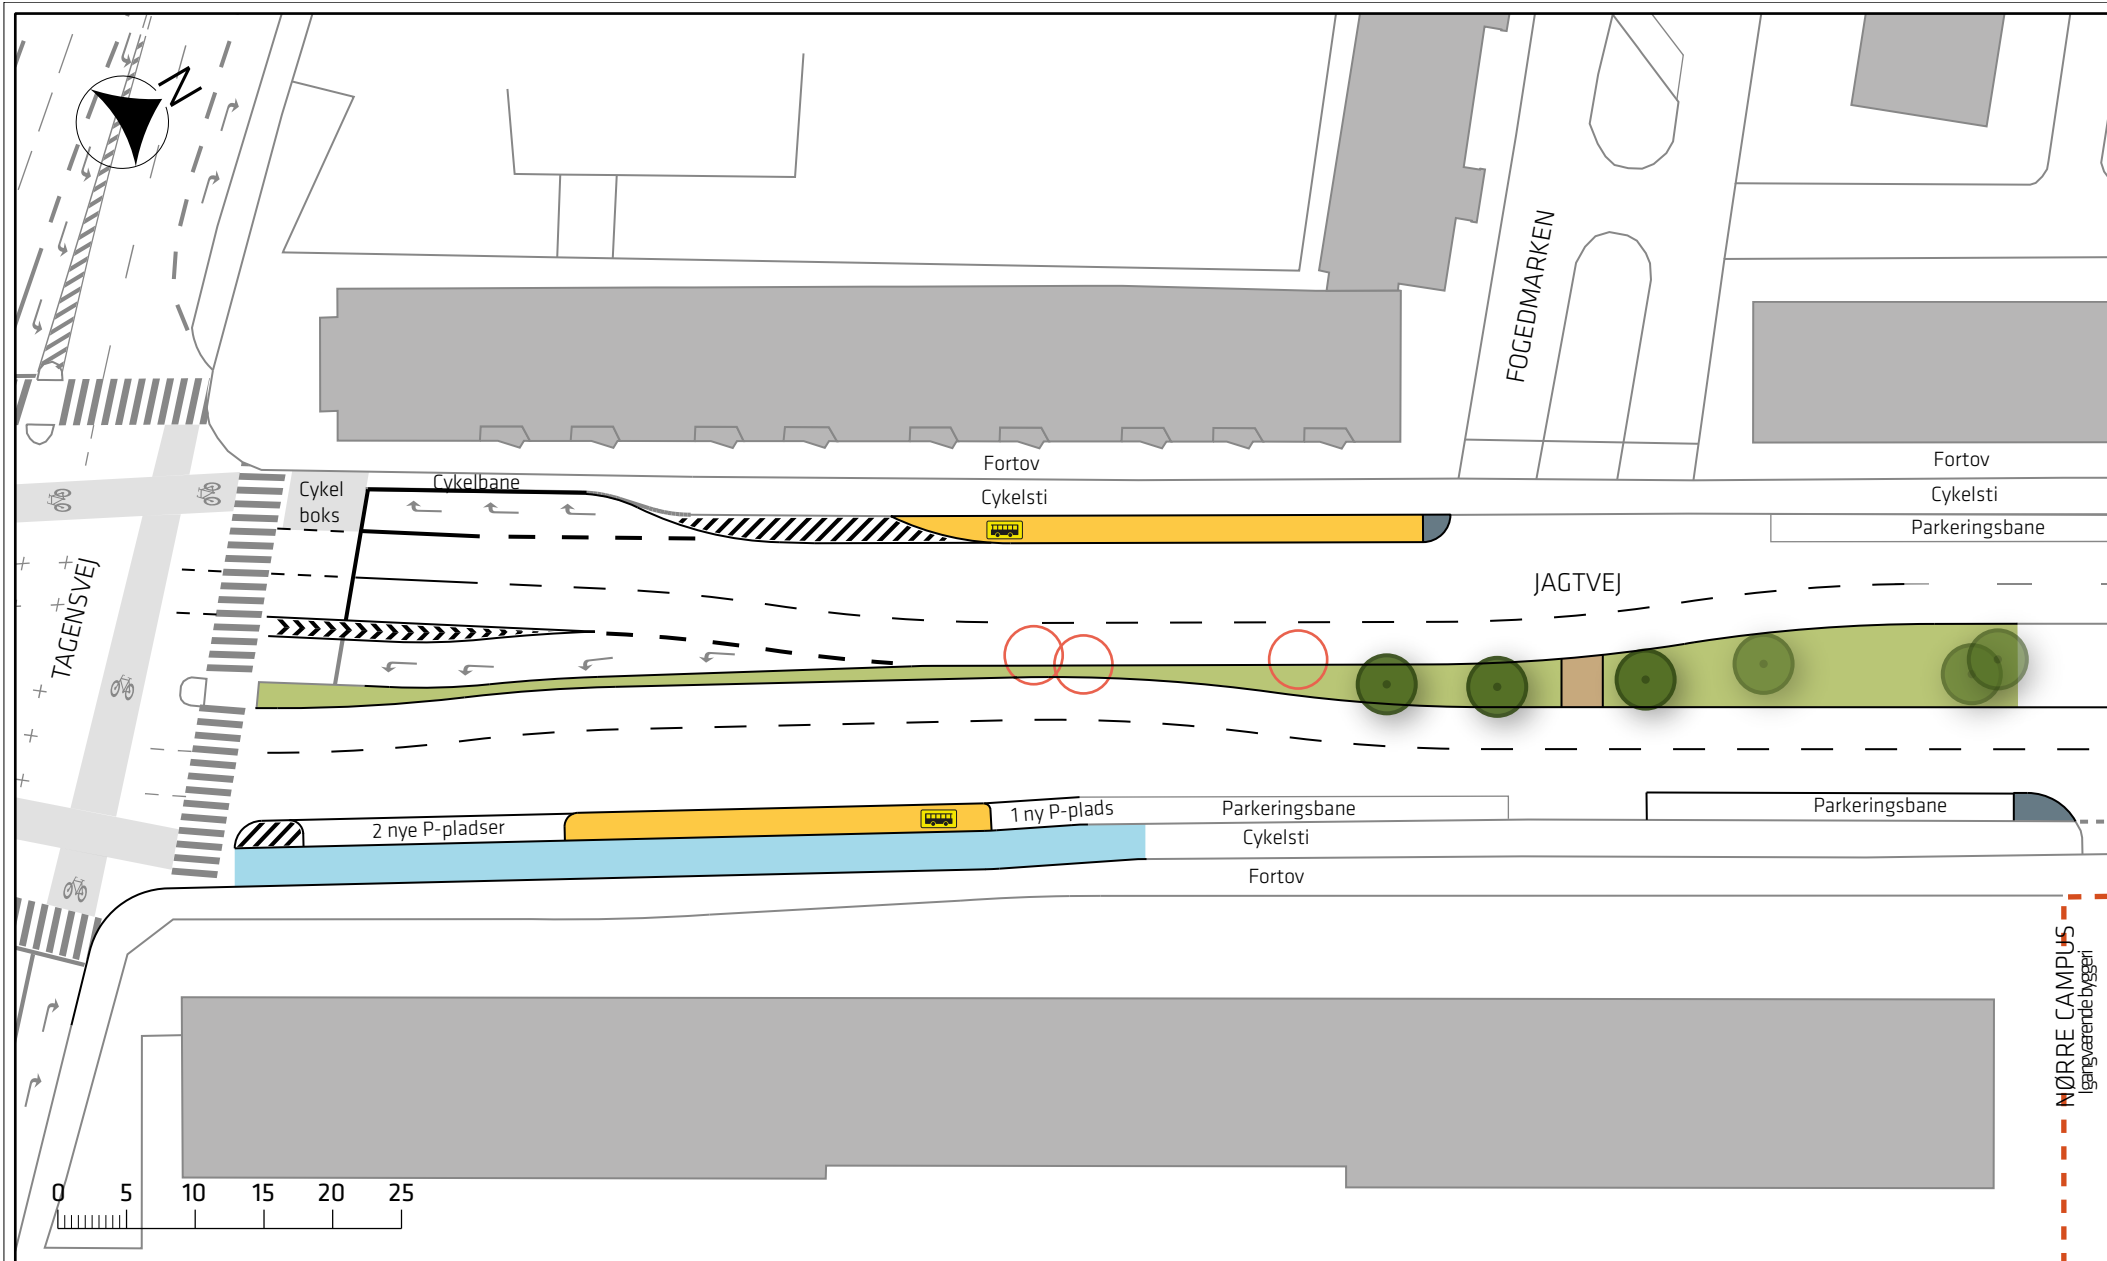 N
FOGEDMARKEN
Fortov
Fortov
Cykelbane
Cykel
boks
Cykelsti
Cykelsti
Parkeringsbane
TAGENSVEJ
JAGTVEJ
2 nye P-pladser
1 ny P-plads
Parkeringsbane
Parkeringsbane
Cykelsti
Fortov
NØRRE CAMPUS
Igangværende byggeri
0 5 10 15 20 25